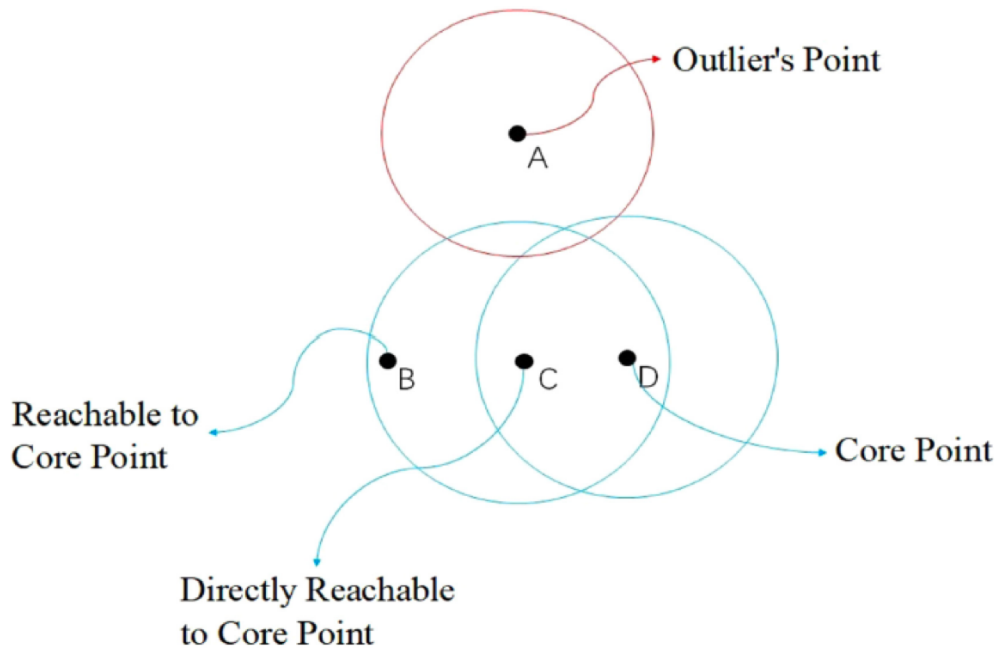 Outlier's Point
A
B
C
D
Reachable to
Core Point
Core Point
Directly Reachable
to Core Point